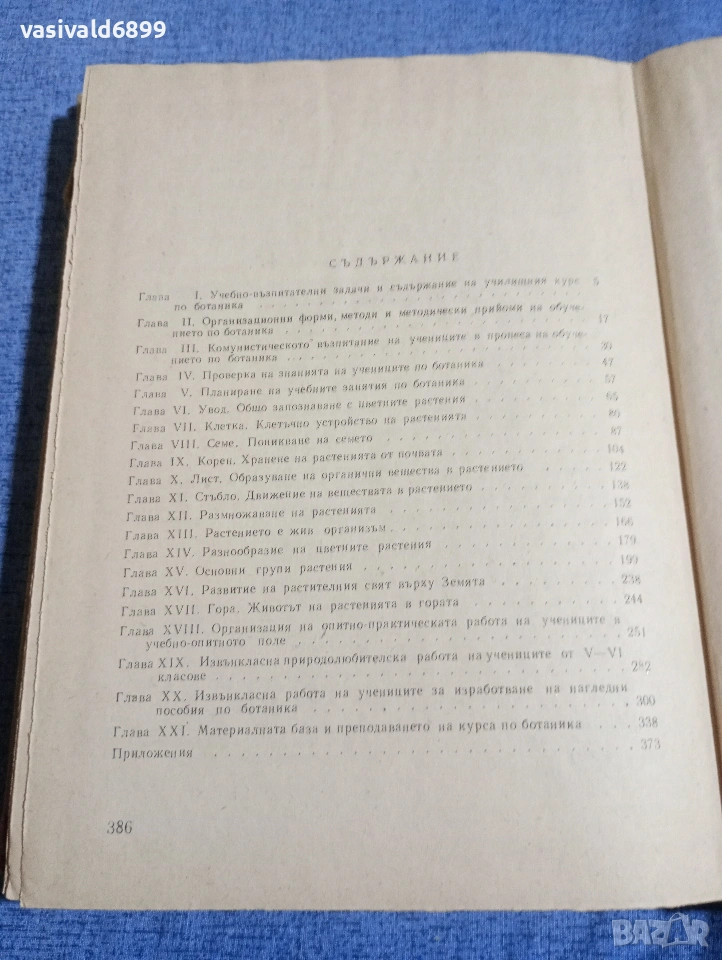 vasivald6899
СЪДЪРЖАНИЕ
Глава I. Учебно-възпитателни задачи и съдържание на училищния курс
по ботаника . . . . . . . . . . . . . . . . . . 5
Глава II. Организационни форми, методи и методически прийоми на обуче-
нието по ботаника . . . . . . . . . . . . . . . . 17
Глава III. Комунистическото възпитание на учениците в процеса на обуче-
нието по ботаника . . . . . . . . . . . . . . . . 30
Глава IV. Проверка на знанията на учениците по ботаника . . . . . 47
Глава V. Планиране на учебните занятия по ботаника . . . . . . 57
Глава VI. Увод. Общо запознаване с цветните растения . . . . . . 65
Глава VII. Клетка. Клетъчно устройство на растенията . . . . . . 80
Глава VIII. Семе. Поникване на семето . . . . . . . . . . . 87
Глава IX. Корен. Хранене на растенията от почвата . . . . . . . 104
Глава X. Лист. Образуване на органични вещества в растението . . . . 122
Глава XI. Стъбло. Движение на веществата в растението . . . . . . 138
Глава XII. Размножаване на растенията . . . . . . . . . . . 152
Глава XIII. Растението е жив организъм . . . . . . . . . . . 166
Глава XIV. Разнообразие на цветните растения . . . . . . . . . 179
Глава XV. Основни групи растения . . . . . . . . . . . . 199
Глава XVI. Развитие на растителния свят върху Земята . . . . . . 238
Глава XVII. Гора. Животът на растенията в гората . . . . . . . . 244
Глава XVIII. Организация на опитно-практическата работа на учениците в
учебно-опитното поле . . . . . . . . . . . . . . . 251
Глава XIX. Извънкласна природолюбителска работа на учениците от V—VI
класове . . . . . . . . . . . . . . . . . . . . 282
Глава XX. Извънкласна работа на учениците за изработване на нагледни
пособия по ботаника . . . . . . . . . . . . . . . 300
Глава XXI. Материалната база и преподаването на курса по ботаника . . . 338
Приложения . . . . . . . . . . . . . . . . . . . . 373
386
BAZAR